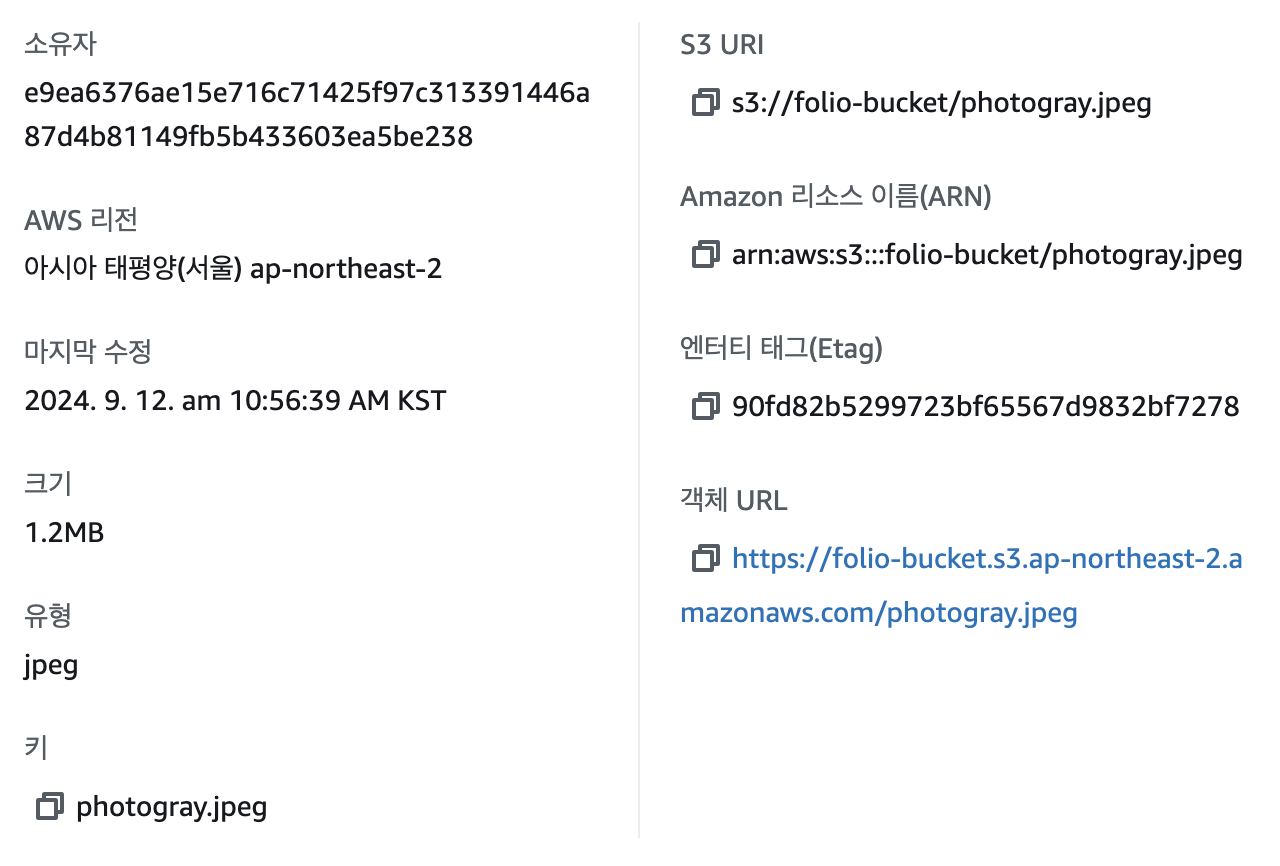 소유자
e9ea6376ae15e716c71425f97c313391446a
87d4b81149fb5b433603ea5be238
AWS 리전
아시아 태평양(서울) ap-northeast-2
마지막 수정
2024. 9. 12. am 10:56:39 AM KST
크기
1.2MB
유형
jpeg
키
photogray.jpeg
S3 URI
s3://folio-bucket/photogray.jpeg
Amazon 리소스 이름(ARN)
arn:aws:s3:::folio-bucket/photogray.jpeg
엔터티 태그(Etag)
90fd82b5299723bf65567d9832bf7278
객체 URL
https://folio-bucket.s3.ap-northeast-2.a
mazonaws.com/photogray.jpeg